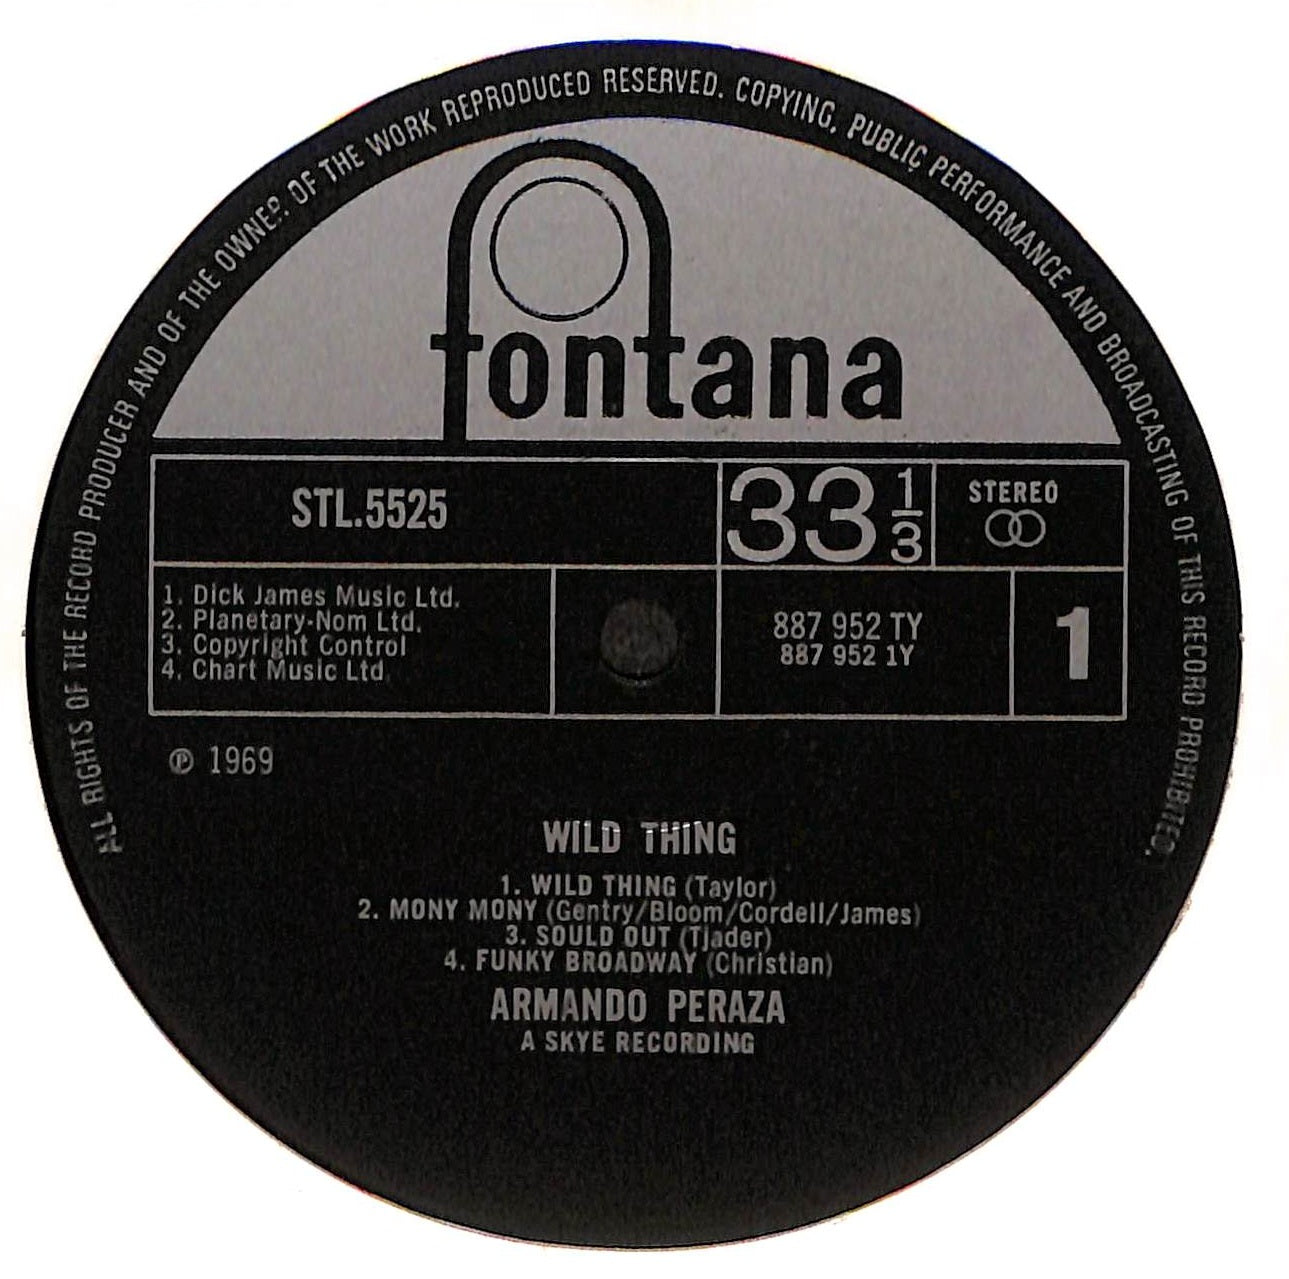 ALL RIGHTS OF THE RECORD PRODUCER AND OF THE OWNER OF THE WORK REPRODUCED RESERVED. COPYING, PUBLIC PERFORMANCE AND BROADCASTING OF THIS RECORD PROHIBITED.
fontana
STL.5525
33 1/3
STEREO
1. Dick James Music Ltd.
2. Planetary-Nom Ltd.
3. Copyright Control
4. Chart Music Ltd
887 952 TY
887 952 1Y
1
℗ 1969
WILD THING
1. WILD THING (Taylor)
2. MONY MONY (Gentry/Bloom/Cordell/James)
3. SOULD OUT (Tjader)
4. FUNKY BROADWAY (Christian)
ARMANDO PERAZA
A SKYE RECORDING